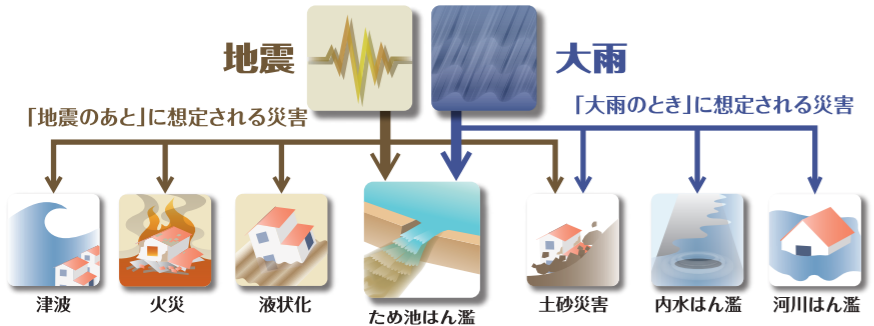 地震
大雨
「地震のあと」に想定される災害
「大雨のとき」に想定される災害
津波
火災
液状化
ため池はん濫
土砂災害
内水はん濫
河川はん濫